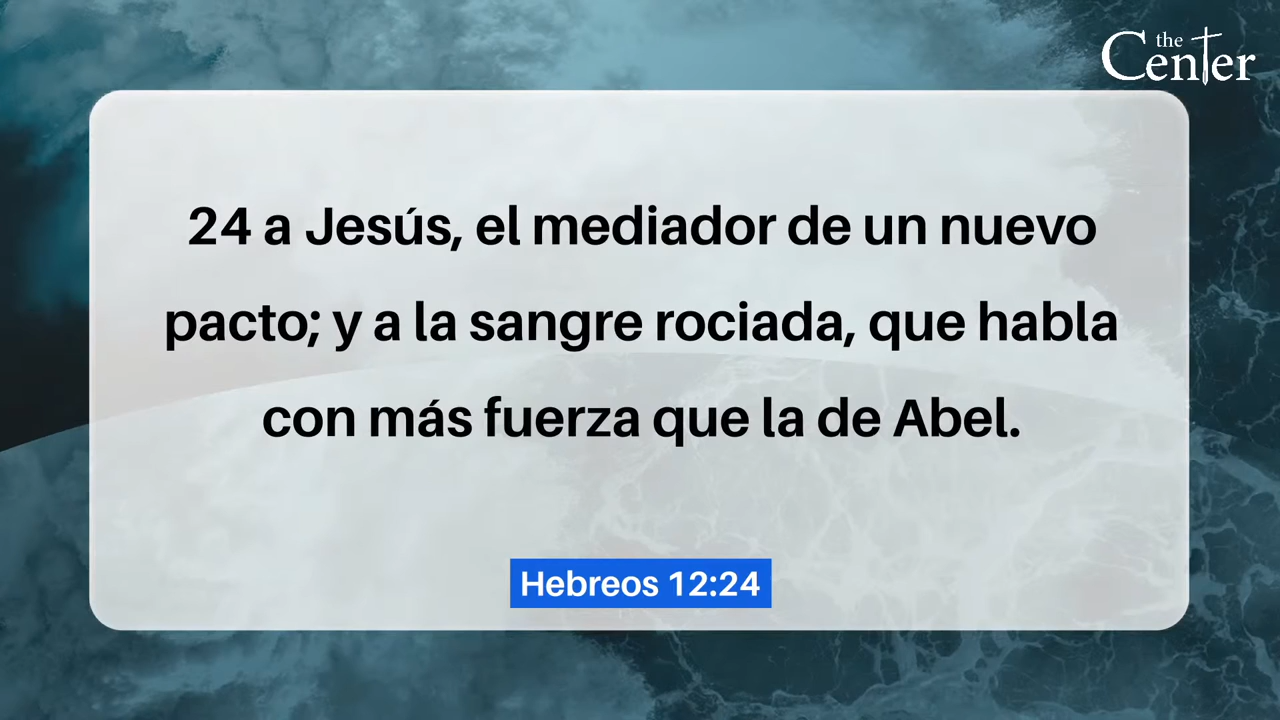 the
Center
24 a Jesús, el mediador de un nuevo
pacto; y a la sangre rociada, que habla
con más fuerza que la de Abel.
Hebreos 12:24